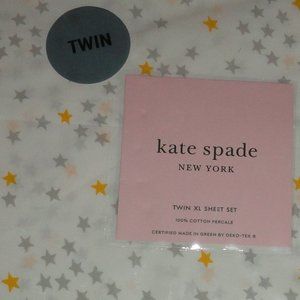 TWIN
kate spade
NEW YORK
TWIN XL SHEET SET
100% COTTON PERCALE
CERTIFIED MADE IN GREEN BY OEKO-TEX ®